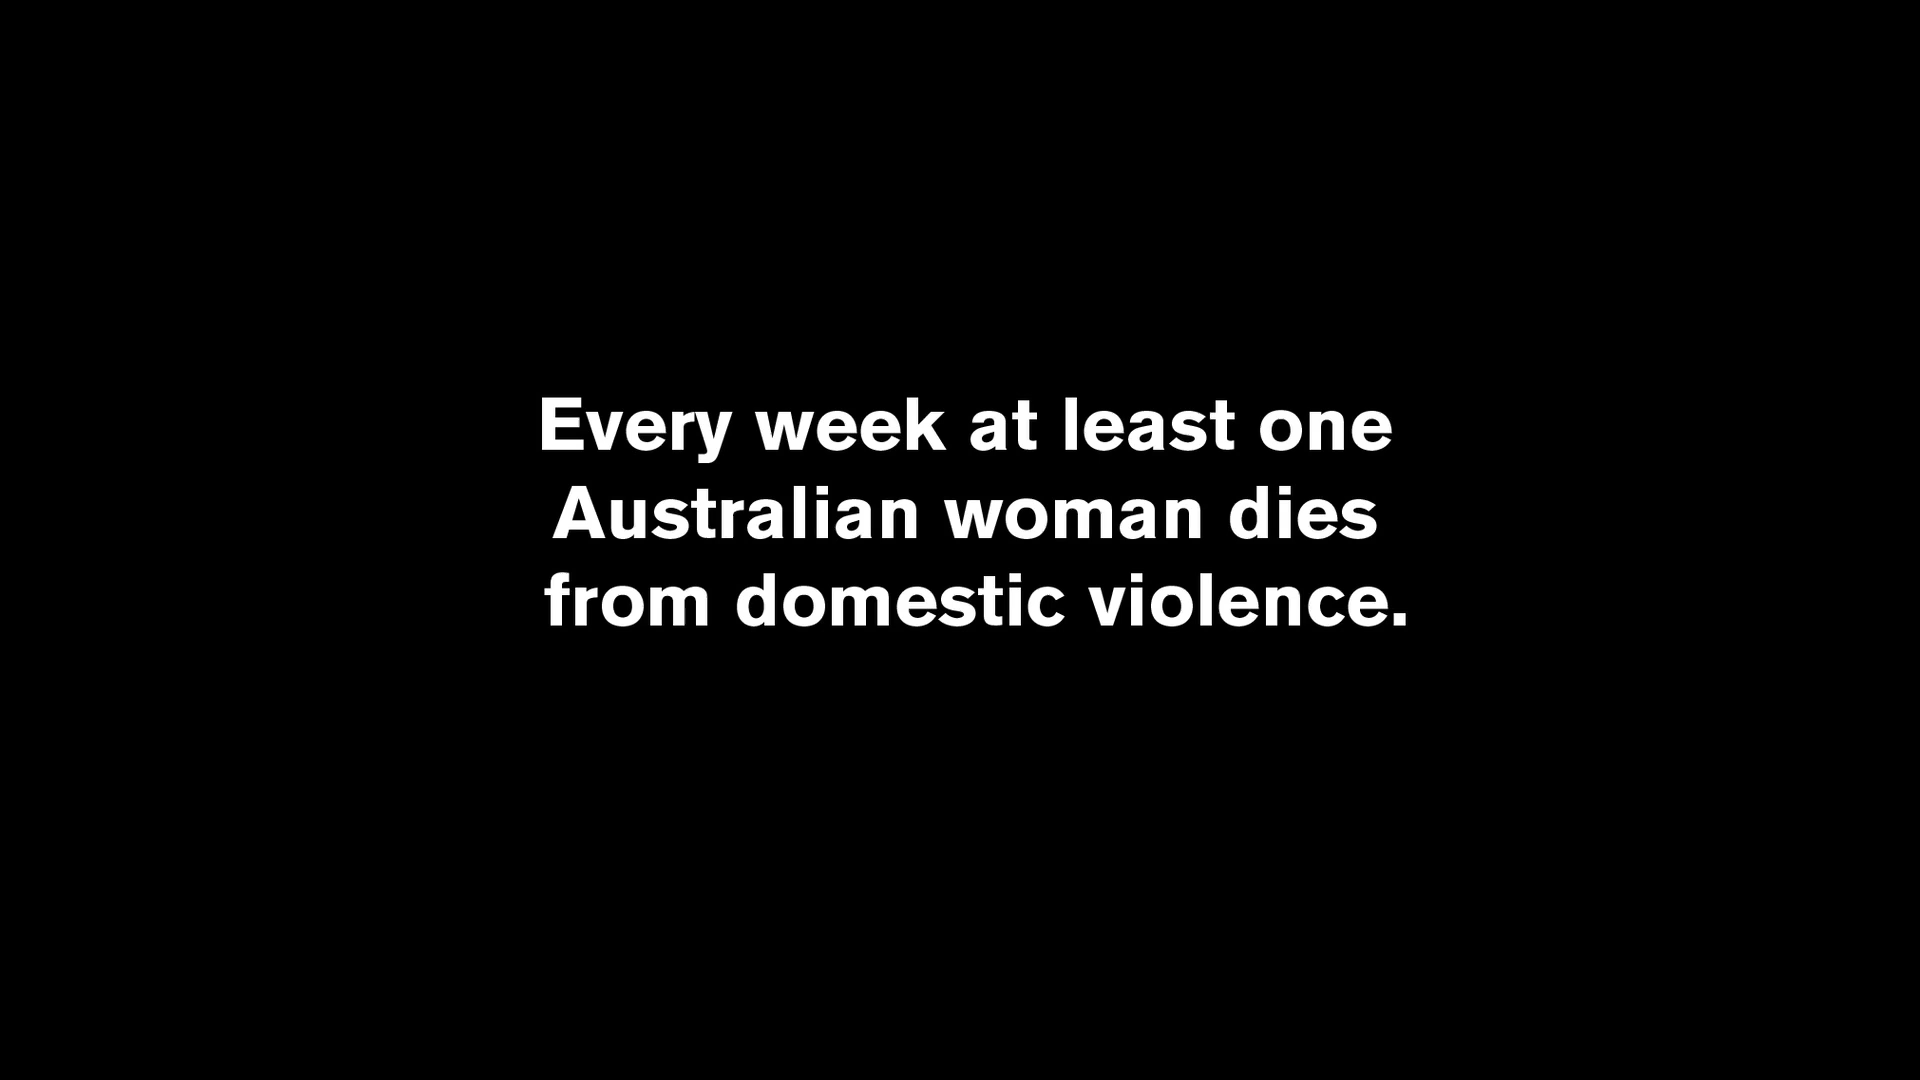 Every week at least one
Australian woman dies
from domestic violence.